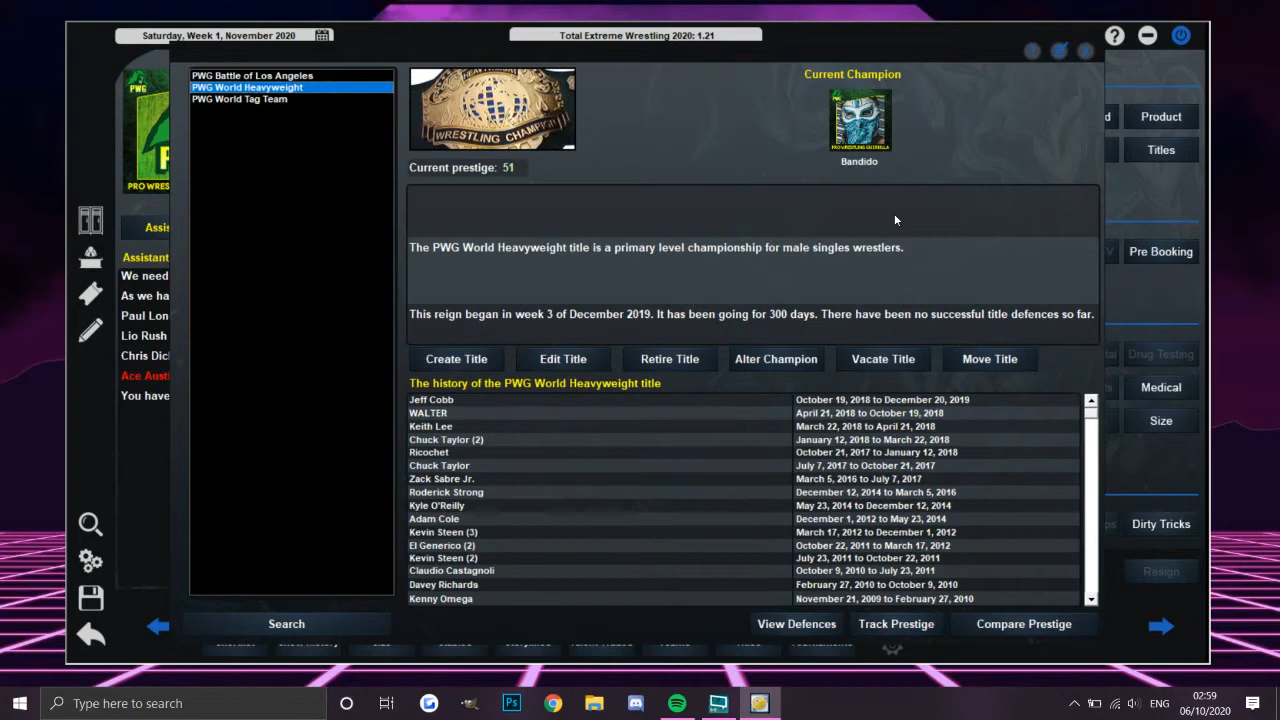 Saturday, Week 1, November 2020
Total Extreme Wrestling 2020: 1.21
PWG Battle of Los Angeles
PWG World Heavyweight
PWG World Tag Team
WRESTLING CHAMPION
Current prestige: 51
Current Champion
PRO WRESTLING GUERRILLA
Bandido
The PWG World Heavyweight title is a primary level championship for male singles wrestlers.
This reign began in week 3 of December 2019. It has been going for 300 days. There have been no successful title defences so far.
Create Title
Edit Title
Retire Title
Alter Champion
Vacate Title
Move Title
The history of the PWG World Heavyweight title
Jeff Cobb October 19, 2018 to December 20, 2019
WALTER April 21, 2018 to October 19, 2018
Keith Lee March 22, 2018 to April 21, 2018
Chuck Taylor (2) January 12, 2018 to March 22, 2018
Ricochet October 21, 2017 to January 12, 2018
Chuck Taylor July 7, 2017 to October 21, 2017
Zack Sabre Jr. March 5, 2016 to July 7, 2017
Roderick Strong December 12, 2014 to March 5, 2016
Kyle O'Reilly May 23, 2014 to December 12, 2014
Adam Cole December 1, 2012 to May 23, 2014
Kevin Steen (3) March 17, 2012 to December 1, 2012
El Generico (2) October 22, 2011 to March 17, 2012
Kevin Steen (2) July 23, 2011 to October 22, 2011
Claudio Castagnoli October 9, 2010 to July 23, 2011
Davey Richards February 27, 2010 to October 9, 2010
Kenny Omega November 21, 2009 to February 27, 2010
Search
View Defences
Track Prestige
Compare Prestige
PWG
PRO WRES
Assis
Assistant
We need
As we ha
Paul Lon
Lio Rush
Chris Dic
Ace Aust
You have
d
Product
Titles
Pre Booking
Drug Testing
Medical
Size
Dirty Tricks
Resign
Type here to search
ENG
02:59
06/10/2020